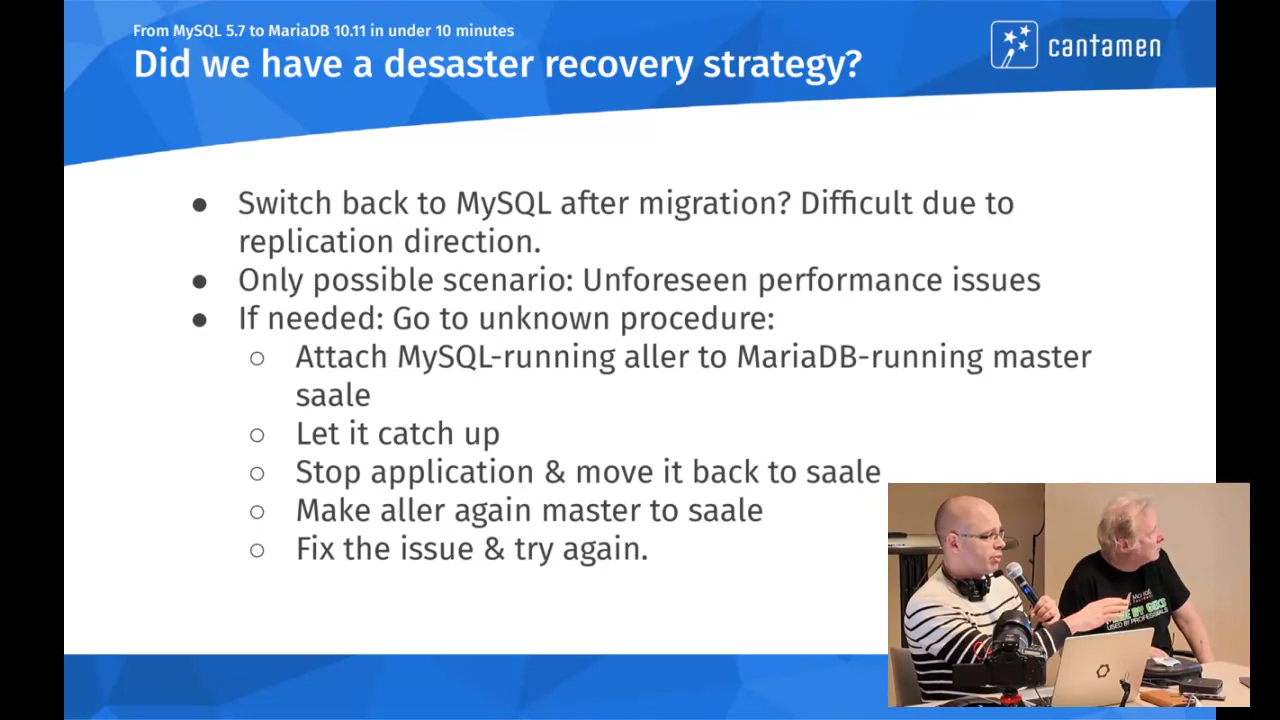 From MySQL 5.7 to MariaDB 10.11 in under 10 minutes
Did we have a desaster recovery strategy?
cantamen
● Switch back to MySQL after migration? Difficult due to
replication direction.
● Only possible scenario: Unforeseen performance issues
● If needed: Go to unknown procedure:
○ Attach MySQL-running aller to MariaDB-running master
saale
○ Let it catch up
○ Stop application & move it back to saale
○ Make aller again master to saale
○ Fix the issue & try again.
USED BY PROFESSIONALS